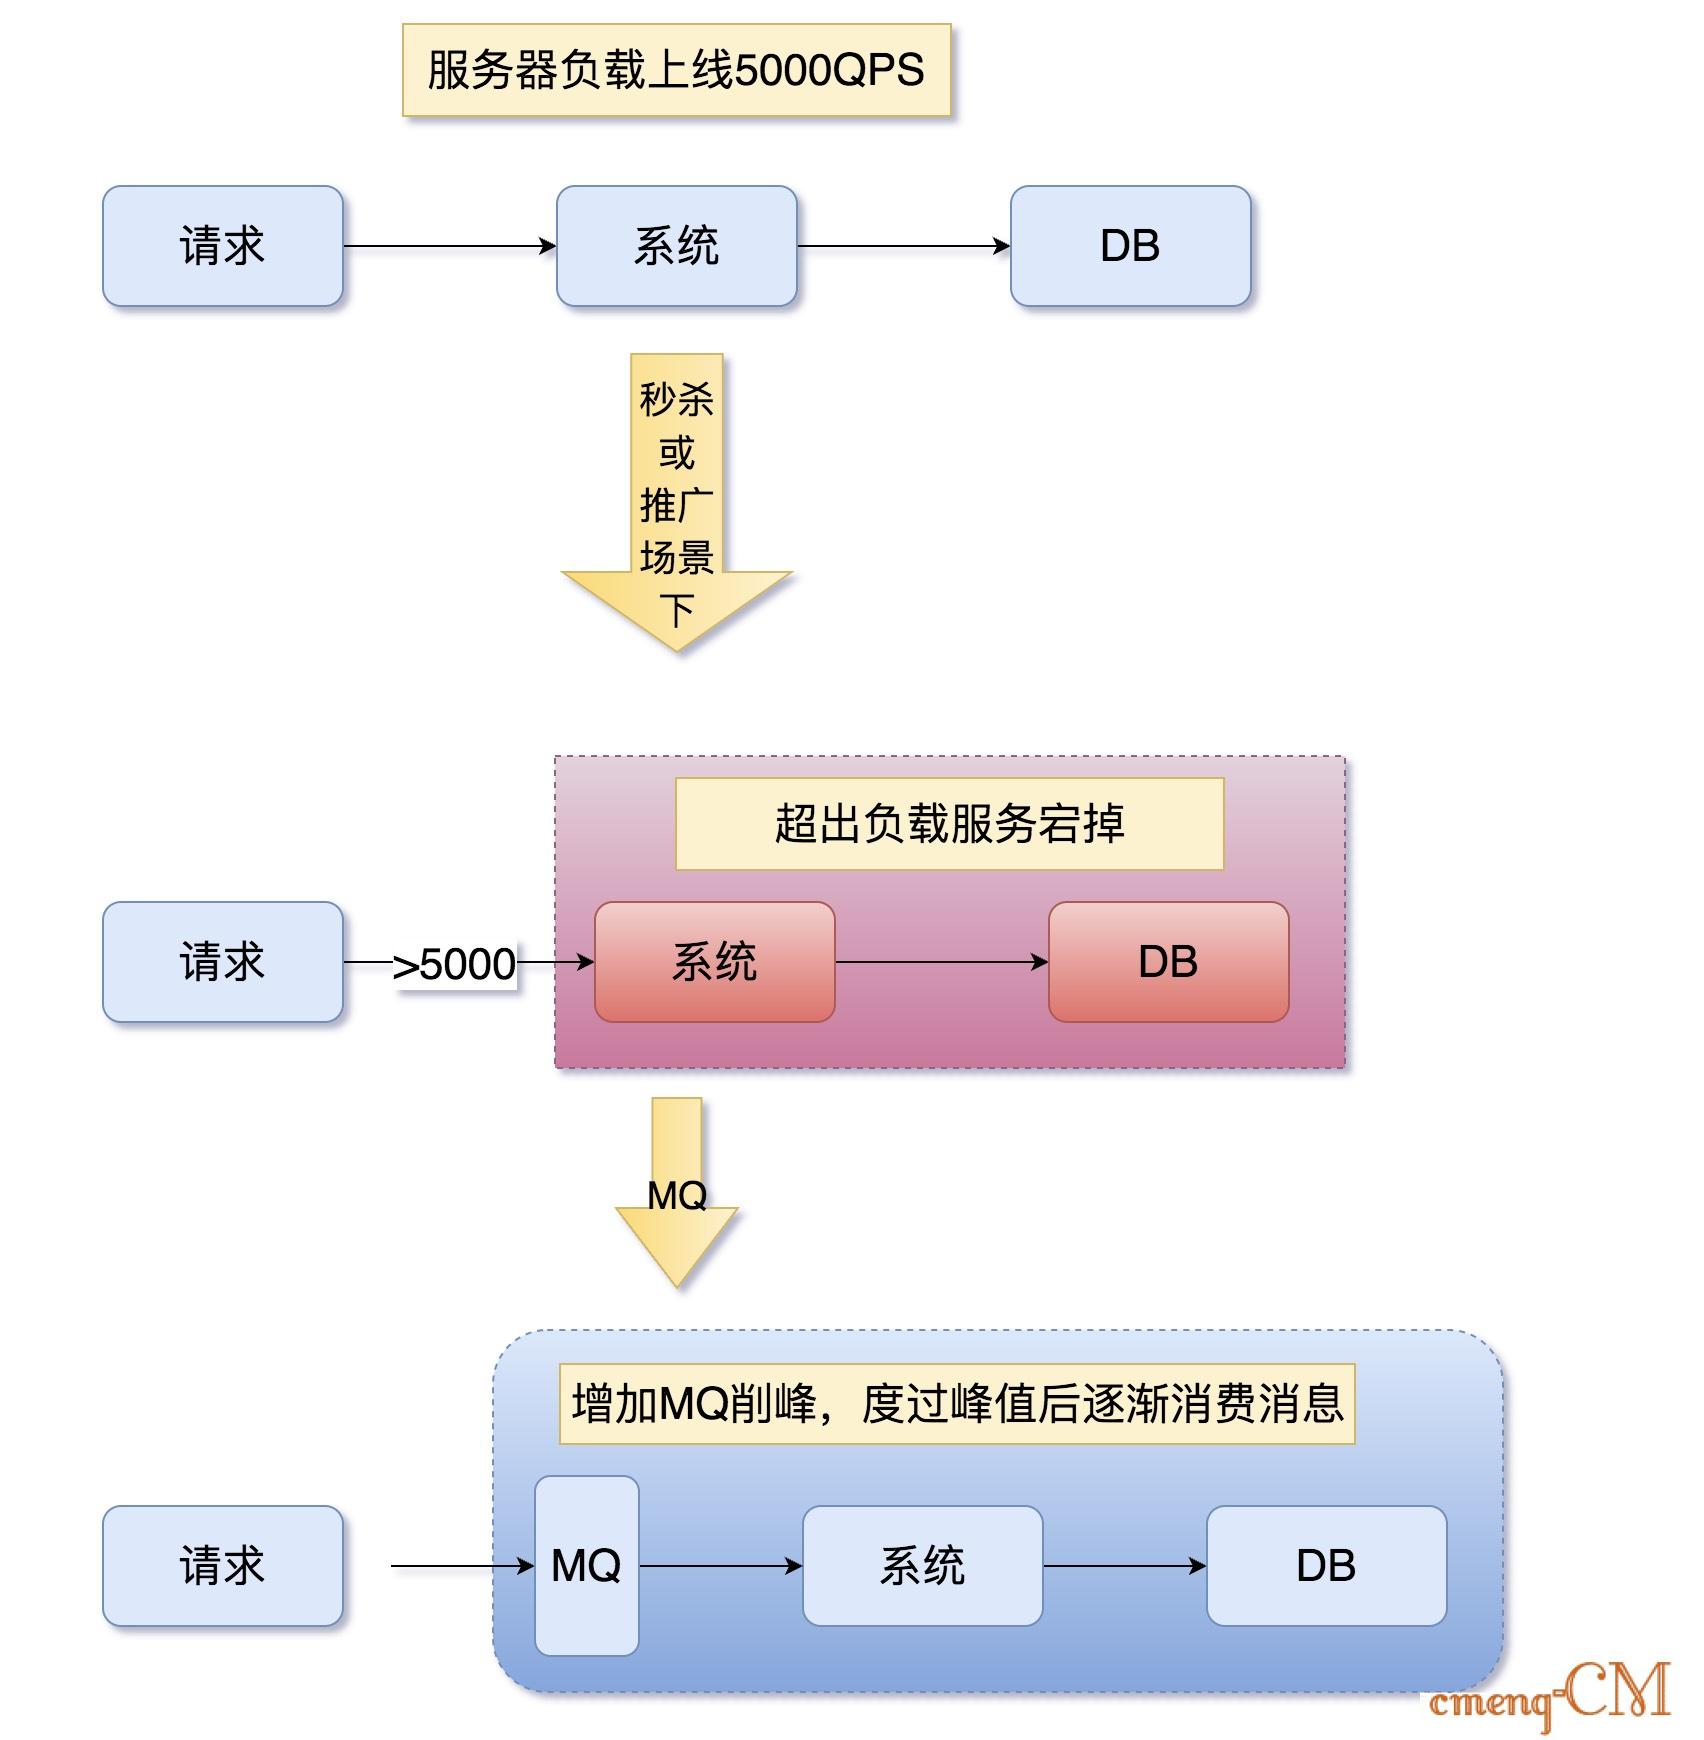 服务器负载上线5000QPS
请求
系统
DB
秒杀
或
推广
场景
下
超出负载服务宕掉
请求
>5000
系统
DB
MQ
增加MQ削峰，度过峰值后逐渐消费消息
请求
MQ
系统
DB
cmenq-CM